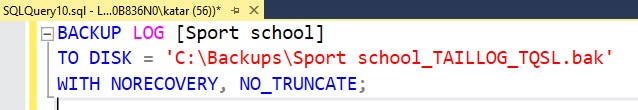 SQLQuery10.sql - L...0B836N0\katar (56))*
BACKUP LOG [Sport school]
TO DISK = 'C:\Backups\Sport school_TAILLOG_TQSL.bak'
WITH NORECOVERY, NO_TRUNCATE;